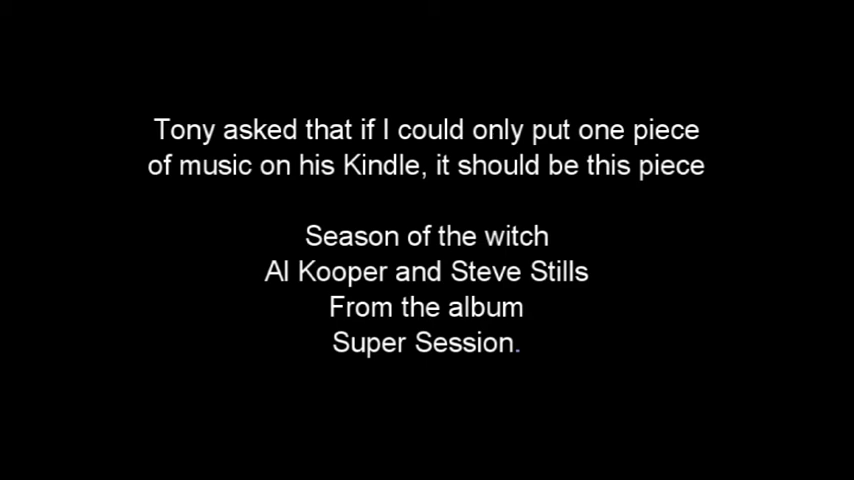 Tony asked that if I could only put one piece
of music on his Kindle, it should be this piece
Season of the witch
Al Kooper and Steve Stills
From the album
Super Session.